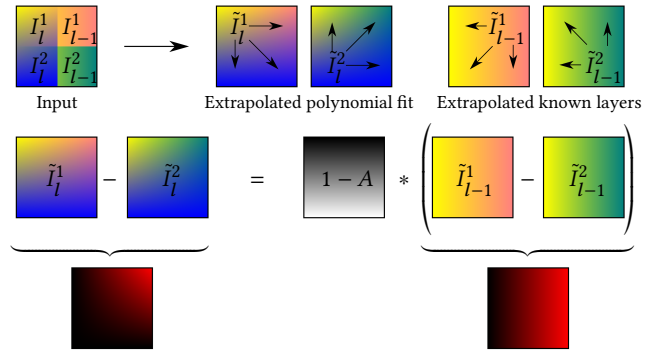 I_l^1 I_{l-1}^1 Ĩ_l^1 Ĩ_{l-1}^1
I_l^2 I_{l-1}^2 Ĩ_l^2 Ĩ_{l-1}^2
Input Extrapolated polynomial fit Extrapolated known layers
Ĩ_l^1 − Ĩ_l^2 = 1 − A * ( Ĩ_{l-1}^1 − Ĩ_{l-1}^2 )